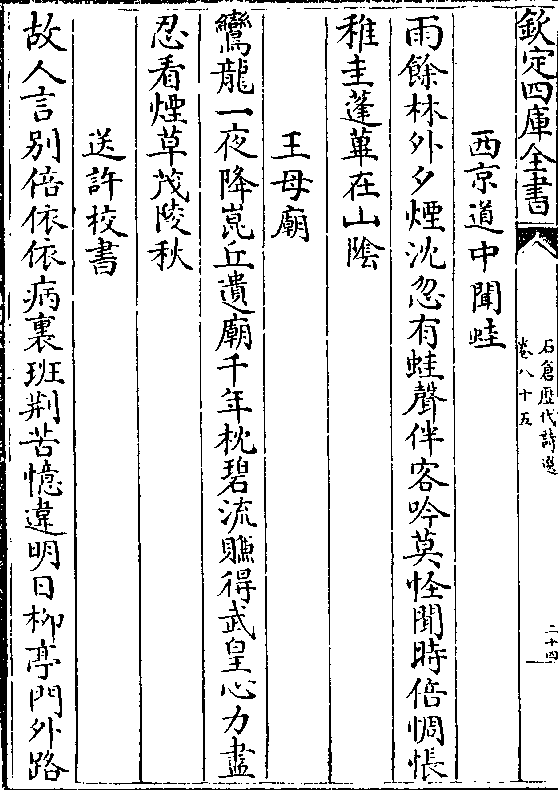 欽定四庫全書
石倉歷代詩選
卷八十五
二十四
西京道中聞蛙
雨餘林外夕煙沈忽有蛙聲伴客吟莫怪聞時倍惆悵
稚圭蓬蓽在山陰
王母廟
鸞龍一夜降崑丘遺廟千年枕碧流賺得武皇心力盡
忍看煙草茂陵秋
送許校書
故人言别倍依依病裏班荆苦憶違明日柳亭門外路